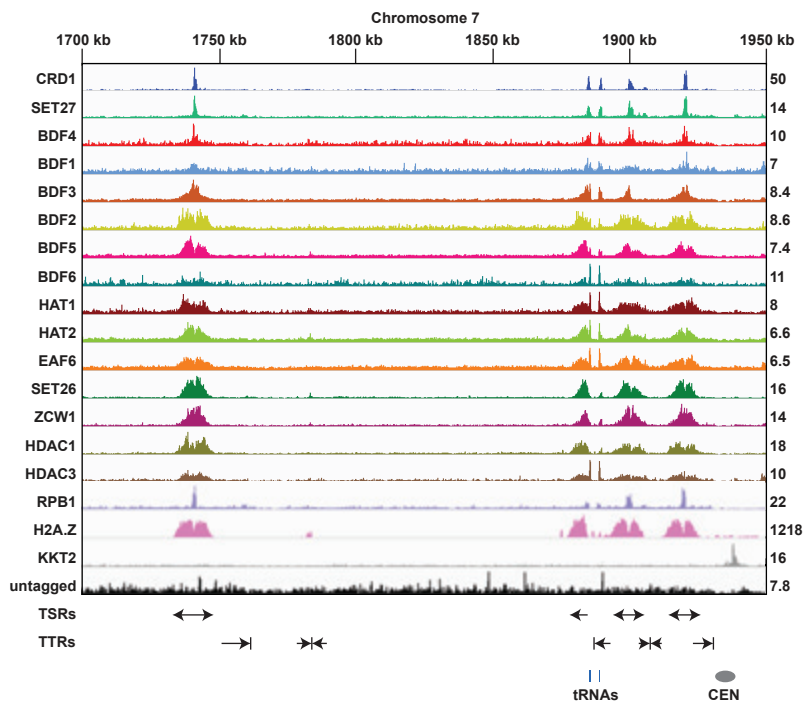 Chromosome 7
1700 kb 1750 kb 1800 kb 1850 kb 1900 kb 1950 kb
CRD1 50
SET27 14
BDF4 10
BDF1 7
BDF3 8.4
BDF2 8.6
BDF5 7.4
BDF6 11
HAT1 8
HAT2 6.6
EAF6 6.5
SET26 16
ZCW1 14
HDAC1 18
HDAC3 10
RPB1 22
H2A.Z 1218
KKT2 16
untagged 7.8
TSRs
TTRs
tRNAs CEN